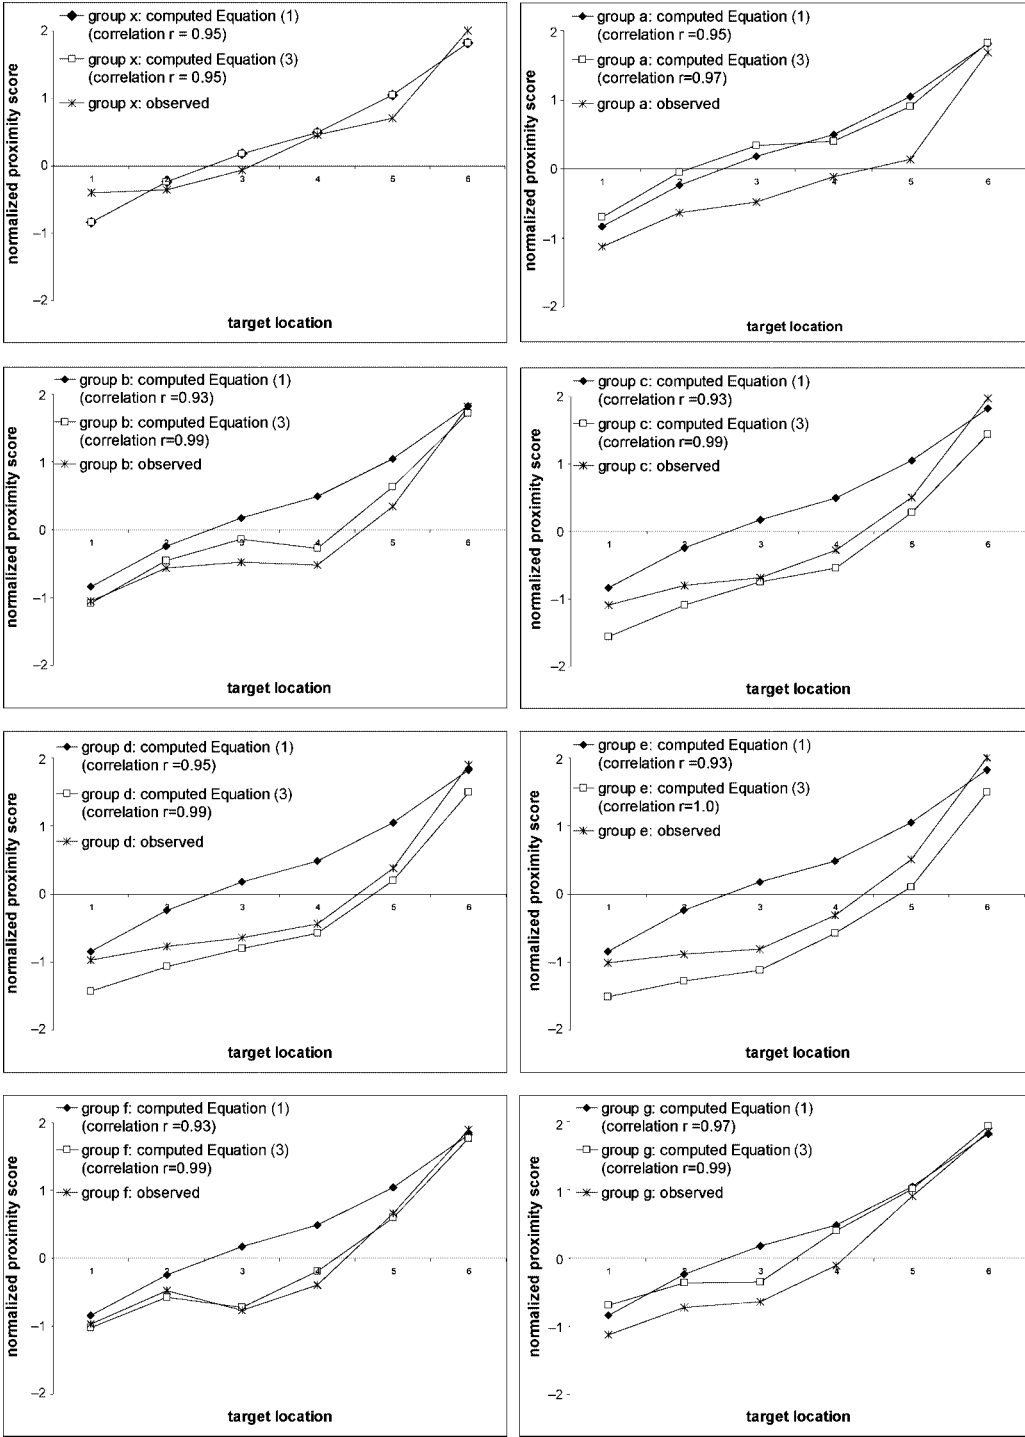 group x: computed Equation (1)
(correlation r = 0.95)
group x: computed Equation (3)
(correlation r = 0.95)
group x: observed
normalized proximity score
2
1
0
–1
–2
1 2 3 4 5 6
target location
group a: computed Equation (1)
(correlation r =0.95)
group a: computed Equation (3)
(correlation r=0.97)
group a: observed
normalized proximity score
2
1
0
–1
–2
1 2 3 4 5 6
target location
group b: computed Equation (1)
(correlation r =0.93)
group b: computed Equation (3)
(correlation r=0.99)
group b: observed
normalized proximity score
2
1
0
–1
–2
1 2 3 4 5 6
target location
group c: computed Equation (1)
(correlation r =0.93)
group c: computed Equation (3)
(correlation r=0.99)
group c: observed
normalized proximity score
2
1
0
–1
–2
1 2 3 4 5 6
target location
group d: computed Equation (1)
(correlation r =0.95)
group d: computed Equation (3)
(correlation r=0.99)
group d: observed
normalized proximity score
2
1
0
–1
–2
1 2 3 4 5 6
target location
group e: computed Equation (1)
(correlation r =0.93)
group e: computed Equation (3)
(correlation r=1.0)
group e: observed
normalized proximity score
2
1
0
–1
–2
1 2 3 4 5 6
target location
group f: computed Equation (1)
(correlation r =0.93)
group f: computed Equation (3)
(correlation r=0.99)
group f: observed
normalized proximity score
2
1
0
–1
–2
1 2 3 4 5 6
target location
group g: computed Equation (1)
(correlation r =0.97)
group g: computed Equation (3)
(correlation r=0.99)
group g: observed
normalized proximity score
2
1
0
–1
–2
1 2 3 4 5 6
target location